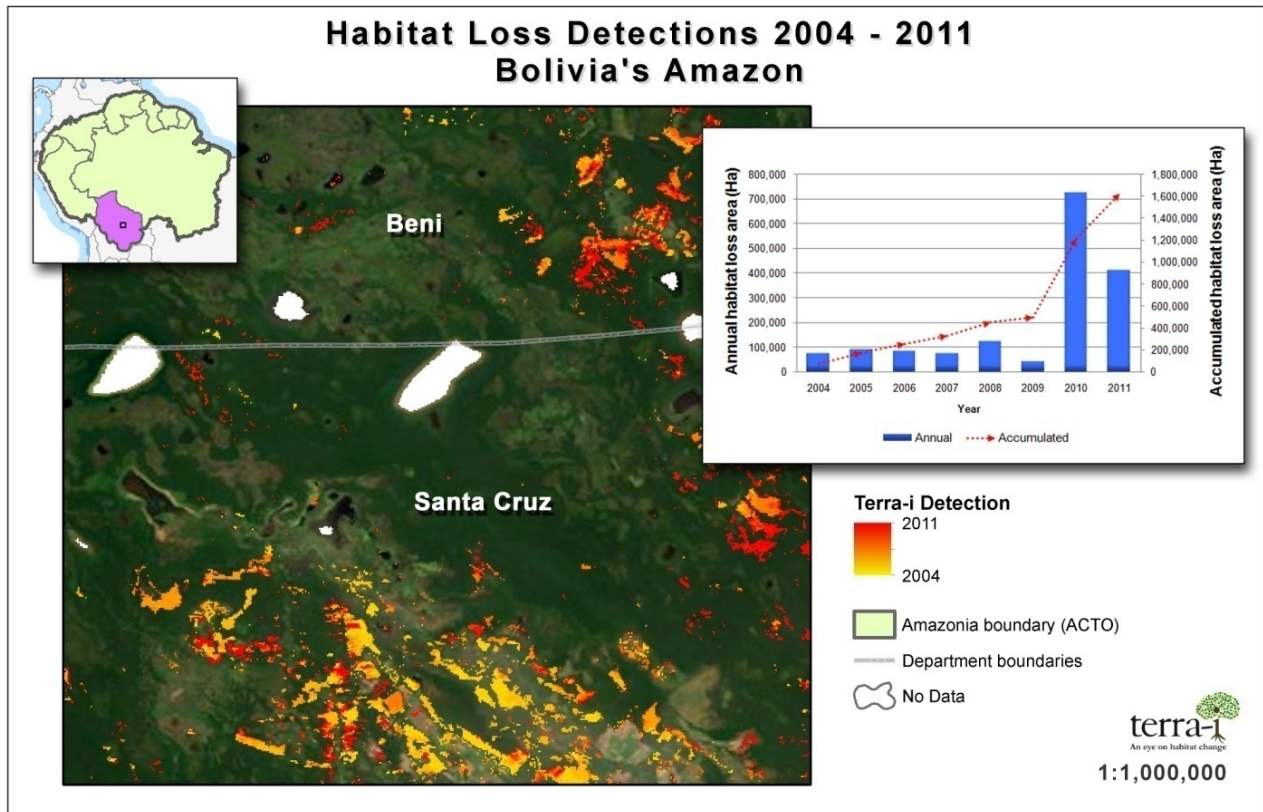 Habitat Loss Detections 2004 - 2011
Bolivia's Amazon
Beni
Santa Cruz
Annual habitat loss area (Ha)
800,000
700,000
600,000
500,000
400,000
300,000
200,000
100,000
0
1,800,000
1,600,000
1,400,000
1,200,000
1,000,000
800,000
600,000
400,000
200,000
0
Accumulated habitat loss area (Ha)
2004 2005 2006 2007 2008 2009 2010 2011
Year
Annual Accumulated
Terra-i Detection
2011
2004
Amazonia boundary (ACTO)
Department boundaries
No Data
terra-i
An eye on habitat change
1:1,000,000